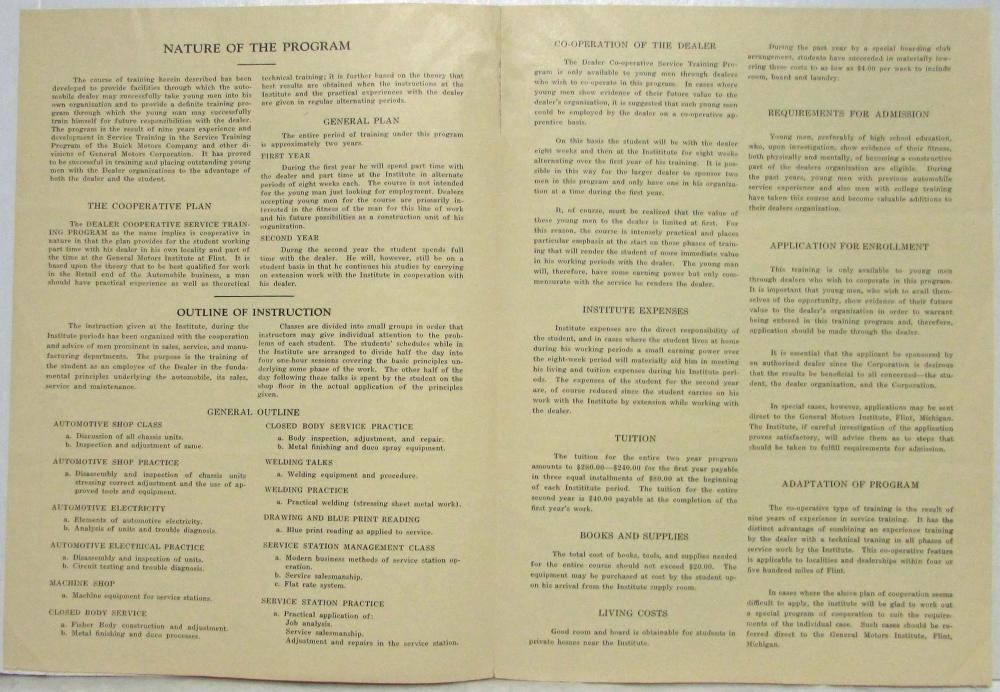 NATURE OF THE PROGRAM
The course of training herein described has been
developed to provide facilities through which the auto-
mobile dealer may successfully take young men into his
own organization and to provide a definite training pro-
gram through which the young man may successfully
train himself for future responsibilities with the dealer.
The program is the result of nine years experience and
development in Service Training in the Service Training
Program of the Buick Motors Company and other di-
visions of General Motors Corporation. It has proved
to be successful in training and placing outstanding young
men with the Dealer organizations to the advantage of
both the dealer and the student.
THE COOPERATIVE PLAN
The DEALER COOPERATIVE SERVICE TRAIN-
ING PROGRAM as the name implies is cooperative in
nature in that the plan provides for the student working
part time with his dealer in his own locality and part of
the time at the General Motors Institute at Flint. It is
based upon the theory that to be best qualified for work
in the Retail end of the Automobile business, a man
should have practical experience as well as theoretical
technical training; it is further based on the theory that
best results are obtained when the instructions at the
Institute and the practical experiences with the dealer
are given in regular alternating periods.
GENERAL PLAN
The entire period of training under this program
is approximately two years.
FIRST YEAR
During the first year he will spend part time with
the dealer and part time at the Institute in alternate
periods of eight weeks each. The course is not intended
for the young man just looking for employment. Dealers
accepting young men for the course are primarily in-
terested in the fitness of the man for this line of work
and his future possibilities as a construction unit of his
organization.
SECOND YEAR
During the second year the student spends full
time with the dealer. He will, however, still be on a
student basis in that he continues his studies by carrying
on extension work with the Institute in cooperation with
his dealer.
OUTLINE OF INSTRUCTION
The instruction given at the Institute, during the
Institute periods has been organized with the cooperation
and advice of men prominent in sales, service, and manu-
facturing departments. The purpose is the training of
the student as an employee of the Dealer in the funda-
mental principles underlying the automobile, its sales,
service and maintenance.
Classes are divided into small groups in order that
instructors may give individual attention to the prob-
lems of each student. The students' schedules while in
the Institute are arranged to divide half the day into
four one-hour sessions covering the basic principles un-
derlying some phase of the work. The other half of the
day following these talks is spent by the student on the
shop floor in the actual application of the principles
given.
GENERAL OUTLINE
AUTOMOTIVE SHOP CLASS
a. Discussion of all chassis units.
b. Inspection and adjustment of same.
AUTOMOTIVE SHOP PRACTICE
a. Disassembly and inspection of chassis units
stressing correct adjustment and the use of ap-
proved tools and equipment.
AUTOMOTIVE ELECTRICITY
a. Elements of automotive electricity.
b. Analysis of units and trouble diagnosis.
AUTOMOTIVE ELECTRICAL PRACTICE
a. Disassembly and inspection of units.
b. Circuit testing and trouble diagnosis.
MACHINE SHOP
a. Machine equipment for service stations.
CLOSED BODY SERVICE
a. Fisher Body construction and adjustment.
b. Metal finishing and duco processes.
CLOSED BODY SERVICE PRACTICE
a. Body inspection, adjustment, and repair.
b. Metal finishing and duco spray equipment.
WELDING TALKS
a. Welding equipment and procedure.
WELDING PRACTICE
a. Practical welding (stressing sheet metal work).
DRAWING AND BLUE PRINT READING
a. Blue print reading as applied to service.
SERVICE STATION MANAGEMENT CLASS
a. Modern business methods of service station op-
eration.
b. Service salesmanship.
c. Flat rate system.
SERVICE STATION PRACTICE
a. Practical application of:
Job analysis.
Service salesmanship.
Adjustment and repairs in the service station.
CO-OPERATION OF THE DEALER
The Dealer Co-operative Service Training Pro-
gram is only available to young men through dealers
who wish to co-operate in this program. In cases where
young men show evidence of their future value to the
dealer's organization, it is suggested that such young men
could be employed by the dealer on a co-operative ap-
prentice basis.
On this basis the student will be with the dealer
eight weeks and then at the Institute for eight weeks
alternating over the first year of his training. It is pos-
sible in this way for the larger dealer to sponsor two
men in this program and only have one in his organiza-
tion at a time during the first year.
It, of course, must be realized that the value of
these young men to the dealer is limited at first. For
this reason, the course is intensely practical and places
particular emphasis at the start on those phases of train-
ing that will render the student of more immediate value
in his working periods with the dealer. The young man
will, therefore, have some earning power but only com-
mensurate with the service he renders the dealer.
INSTITUTE EXPENSES
Institute expenses are the direct responsibility of
the student, and in cases where the student lives at home
during his working periods a small earning power over
the eight-week period will materially aid him in meeting
his living and tuition expenses during his Institute peri-
ods. The expenses of the student for the second year
are, of course reduced since the student carries on his
work with the Institute by extension while working with
the dealer.
TUITION
The tuition for the entire two year program
amounts to $280.00—$240.00 for the first year payable
in three equal installments of $80.00 at the beginning
of each Instititute period. The tuition for the entire
second year is $40.00 payable at the completion of the
first year's work.
BOOKS AND SUPPLIES
The total cost of books, tools, and supplies needed
for the entire course should not exceed $20.00. The
equipment may be purchased at cost by the student up-
on his arrival from the Institute supply room.
LIVING COSTS
Good room and board is obtainable for students in
private homes near the Institute.
During the past year by a special boarding club
arrangement, students have succeeded in materially low-
ering these costs to as low as $4.00 per week to include
room, board and laundry.
REQUIREMENTS FOR ADMISSION
Young men, preferably of high school education,
who, upon investigation, show evidence of their fitness,
both physically and mentally, of becoming a constructive
part of the dealers organization are eligible. During
the past years, young men with previous automobile
service experience and also men with college training
have taken this course and become valuable additions to
their dealers organization.
APPLICATION FOR ENROLLMENT
This training is only available to young men
through dealers who wish to cooperate in this program.
It is important that young men, who wish to avail them-
selves of the opportunity, show evidence of their future
value to the dealer's organization in order to warrant
being entered in this training program and, therefore,
application should be made through the dealer.
It is essential that the applicant be sponsored by
an authorized dealer since the Corporation is desirous
that the results be beneficial to all concerned—the stu-
dent, the dealer organization, and the Corporation.
In special cases, however, applications may be sent
direct to the General Motors Institute, Flint, Michigan.
The Institute, if careful investigation of the application
proves satisfactory, will advise them as to steps that
should be taken to fulfill requirements for admission.
ADAPTATION OF PROGRAM
The co-operative type of training is the result of
nine years of experience in service training. It has the
distinct advantage of combining an experience training
by the dealer with a technical traning in all phases of
service work by the Institute. This co-operative feature
is applicable to localities and dealerships within four or
five hundred miles of Flint.
In cases where the above plan of cooperation seems
difficult to apply, the institute will be glad to work out
a special program of cooperation to suit the require-
ments of the individual case. Such cases should be re-
ferred direct to the General Motors Institute, Flint,
Michigan.